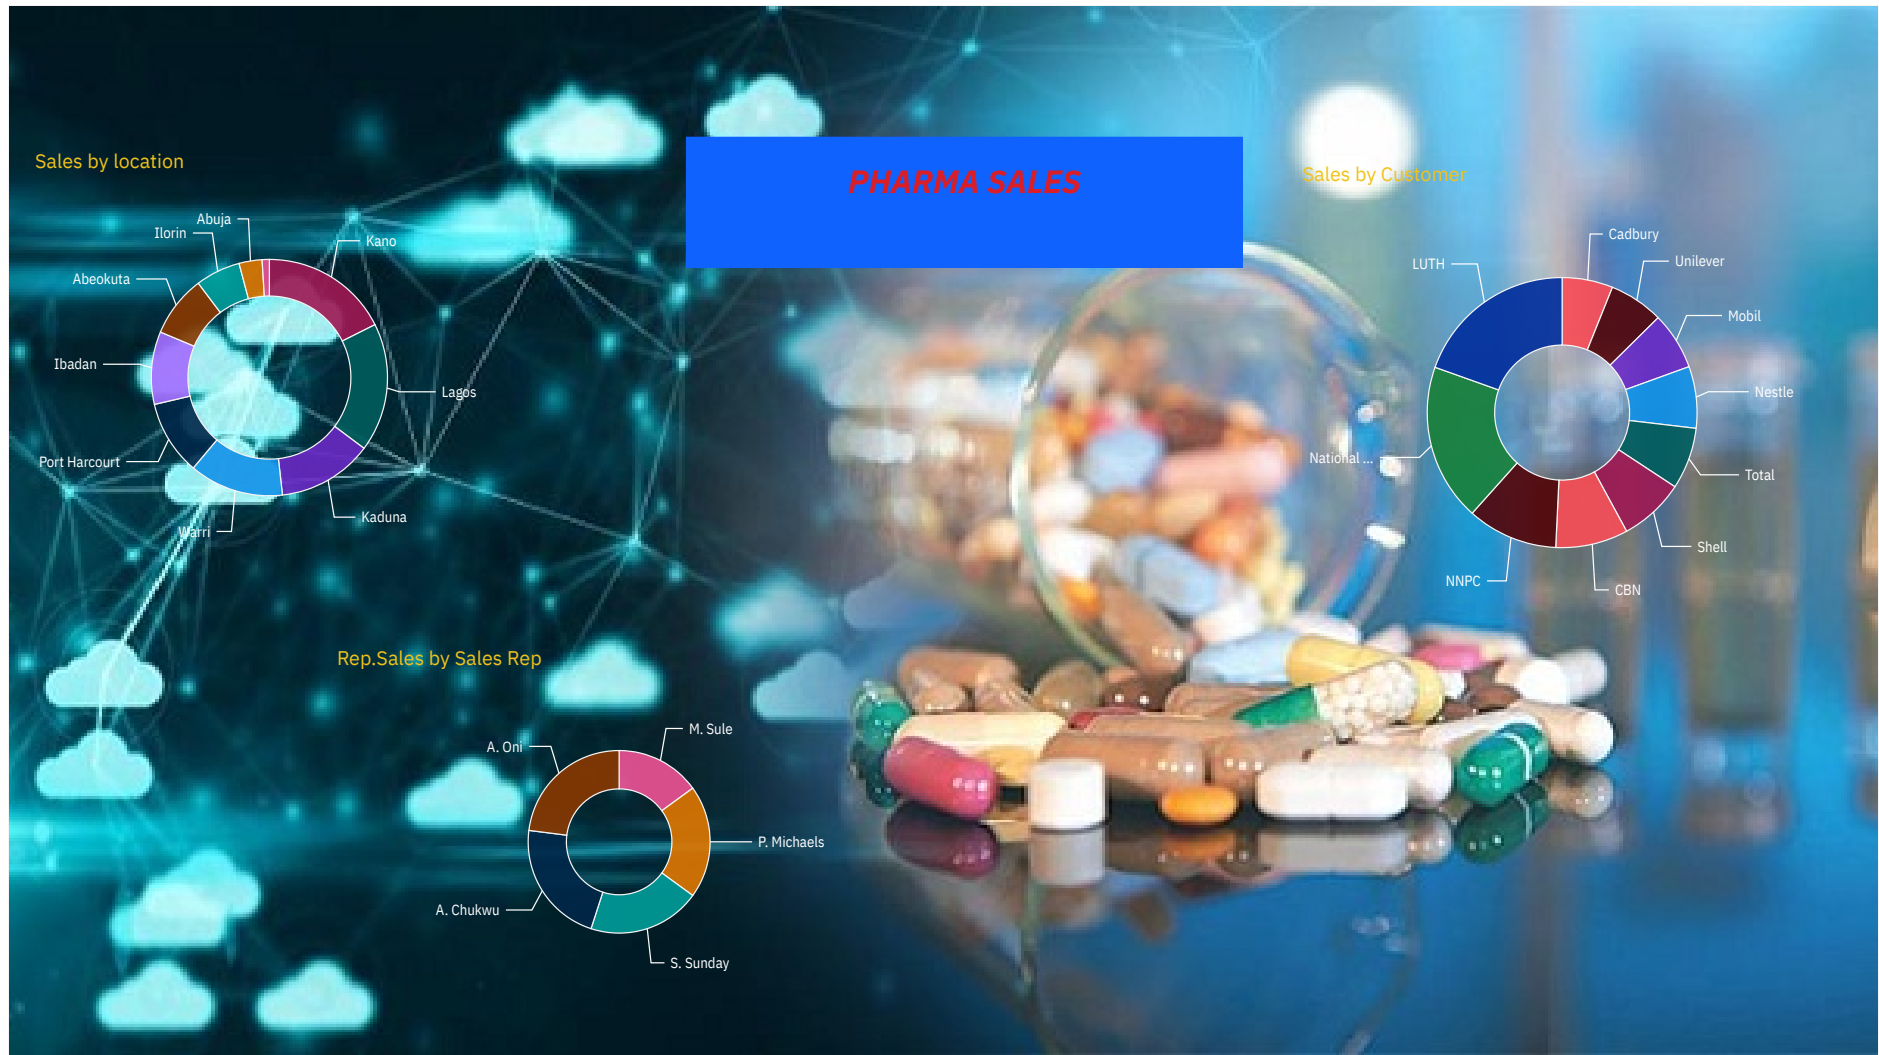 PHARMA SALES
Sales by location
Abuja
Ilorin
Kano
Abeokuta
Ibadan
Lagos
Port Harcourt
Kaduna
Warri
Sales by Customer
Cadbury
LUTH
Unilever
Mobil
Nestle
National ...
Total
Shell
NNPC
CBN
Rep.Sales by Sales Rep
M. Sule
A. Oni
P. Michaels
A. Chukwu
S. Sunday